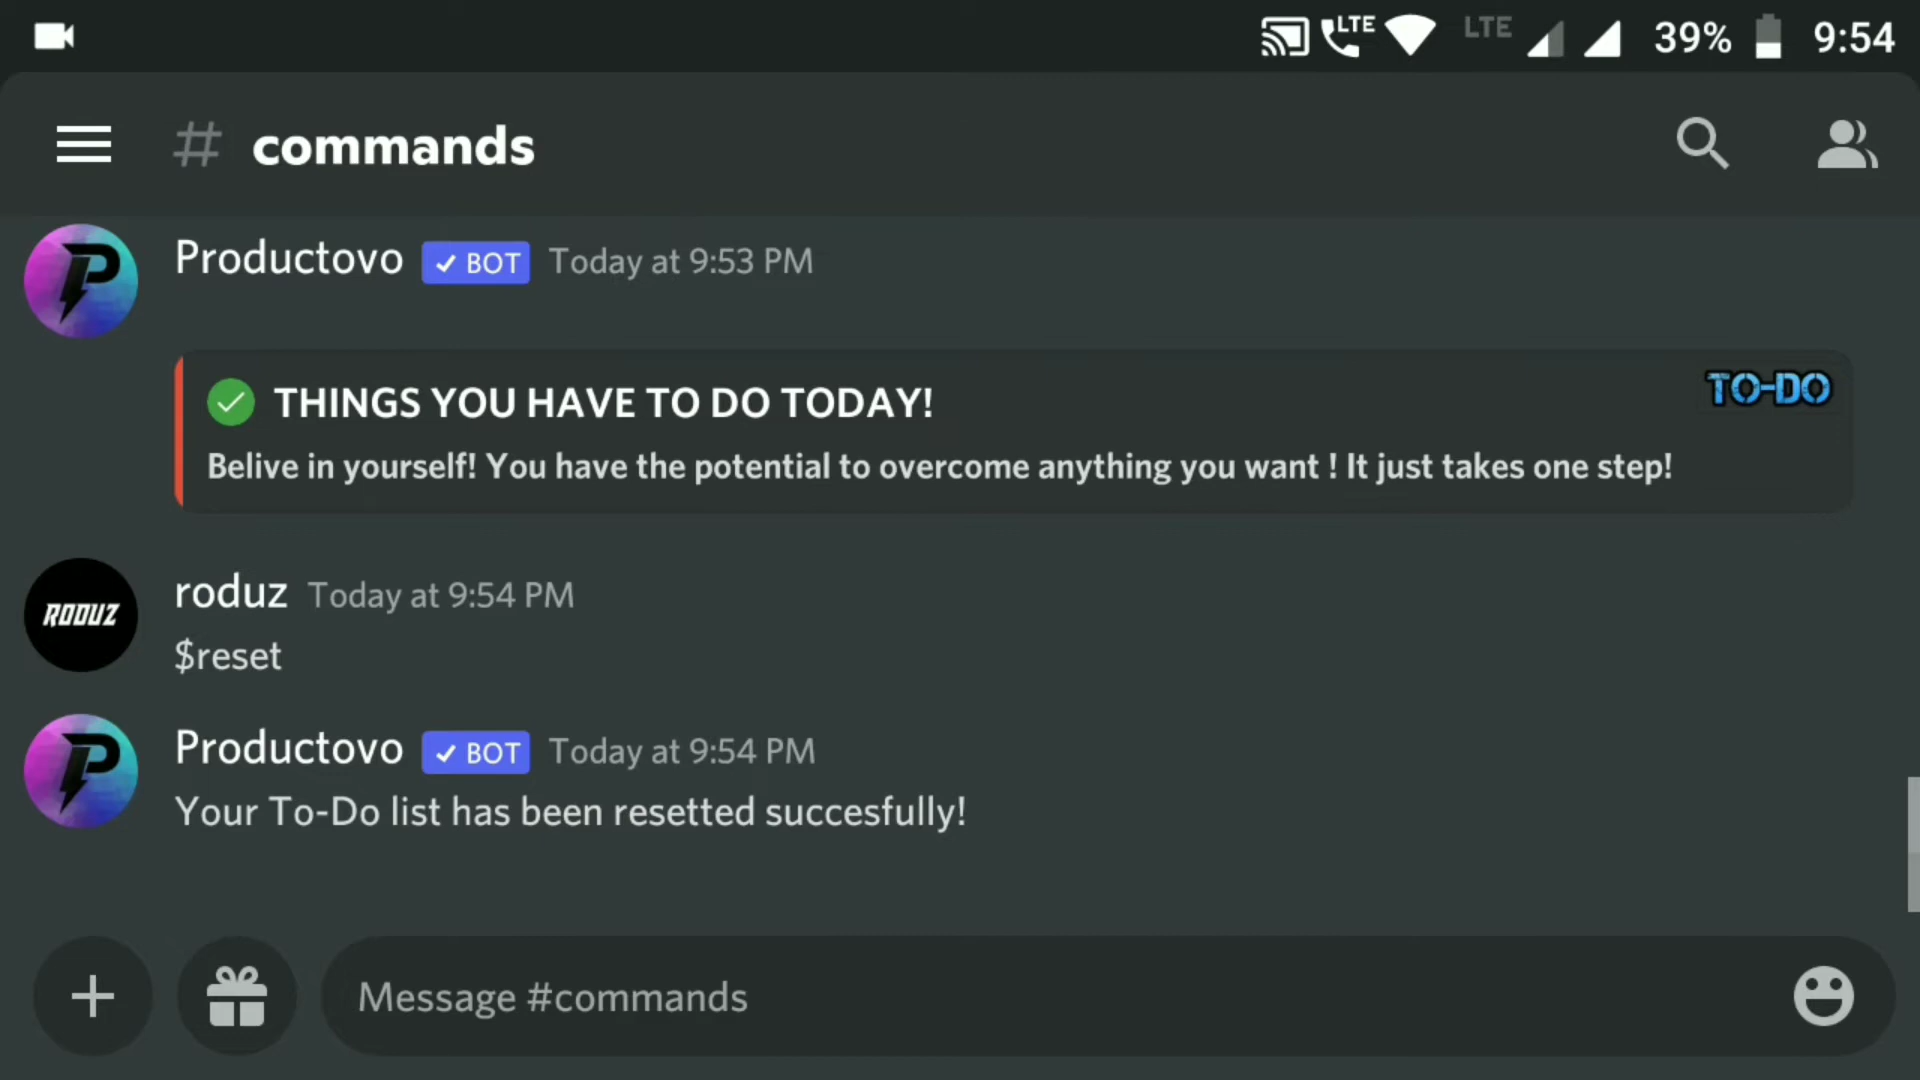 LTE LTE 39% 9:54
# commands
Productovo ✓ BOT Today at 9:53 PM
THINGS YOU HAVE TO DO TODAY! TO-DO
Belive in yourself! You have the potential to overcome anything you want ! It just takes one step!
RODUZ roduz Today at 9:54 PM
$reset
Productovo ✓ BOT Today at 9:54 PM
Your To-Do list has been resetted succesfully!
Message #commands